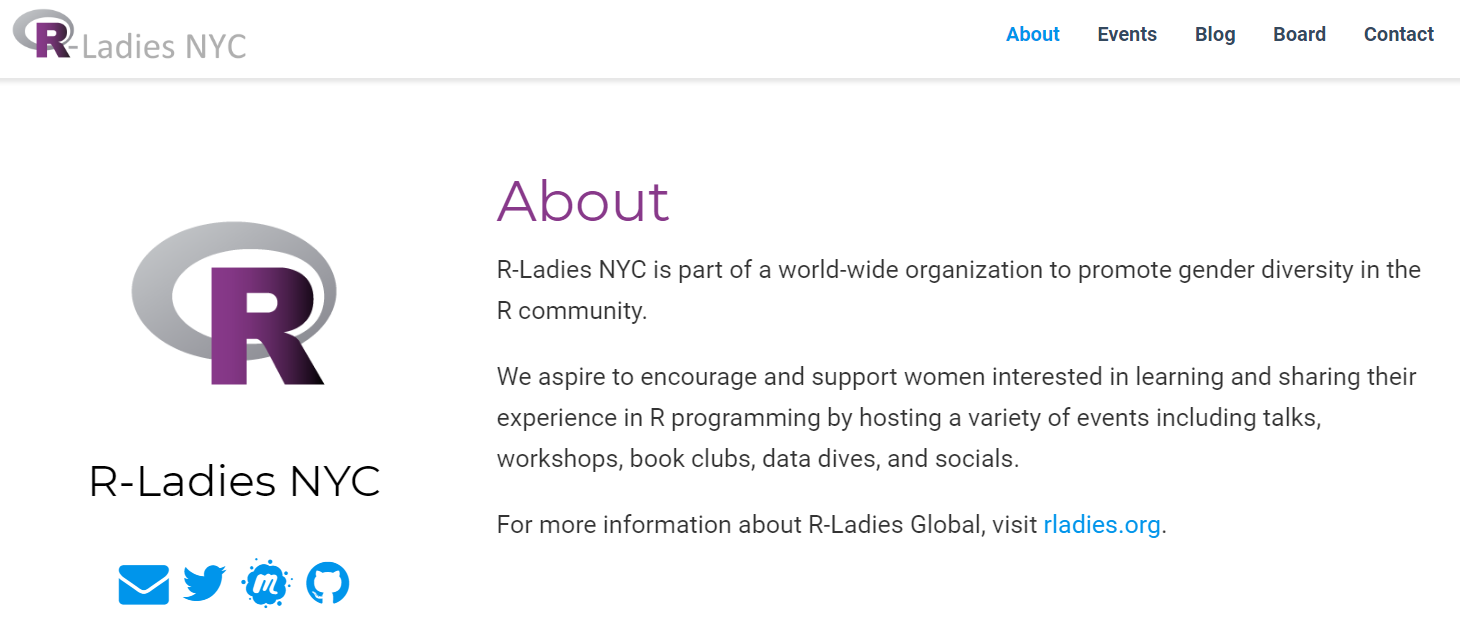 R-Ladies NYC
About Events Blog Board Contact
R
R-Ladies NYC
About
R-Ladies NYC is part of a world-wide organization to promote gender diversity in the
R community.
We aspire to encourage and support women interested in learning and sharing their
experience in R programming by hosting a variety of events including talks,
workshops, book clubs, data dives, and socials.
For more information about R-Ladies Global, visit rladies.org.
m